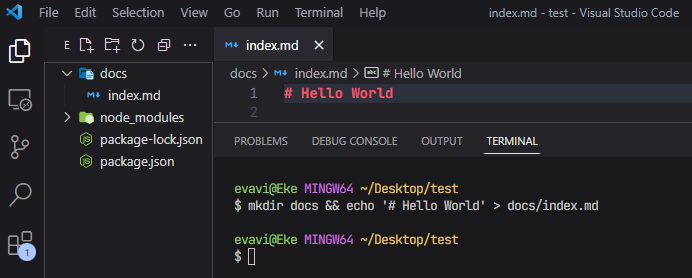 File Edit Selection View Go Run Terminal Help index.md - test - Visual Studio Code
E ... index.md ×
docs
index.md
node_modules
package-lock.json
package.json
1
docs > index.md > # Hello World
1 # Hello World
2
PROBLEMS DEBUG CONSOLE OUTPUT TERMINAL
evavi@Eke MINGW64 ~/Desktop/test
$ mkdir docs && echo '# Hello World' > docs/index.md
evavi@Eke MINGW64 ~/Desktop/test
$